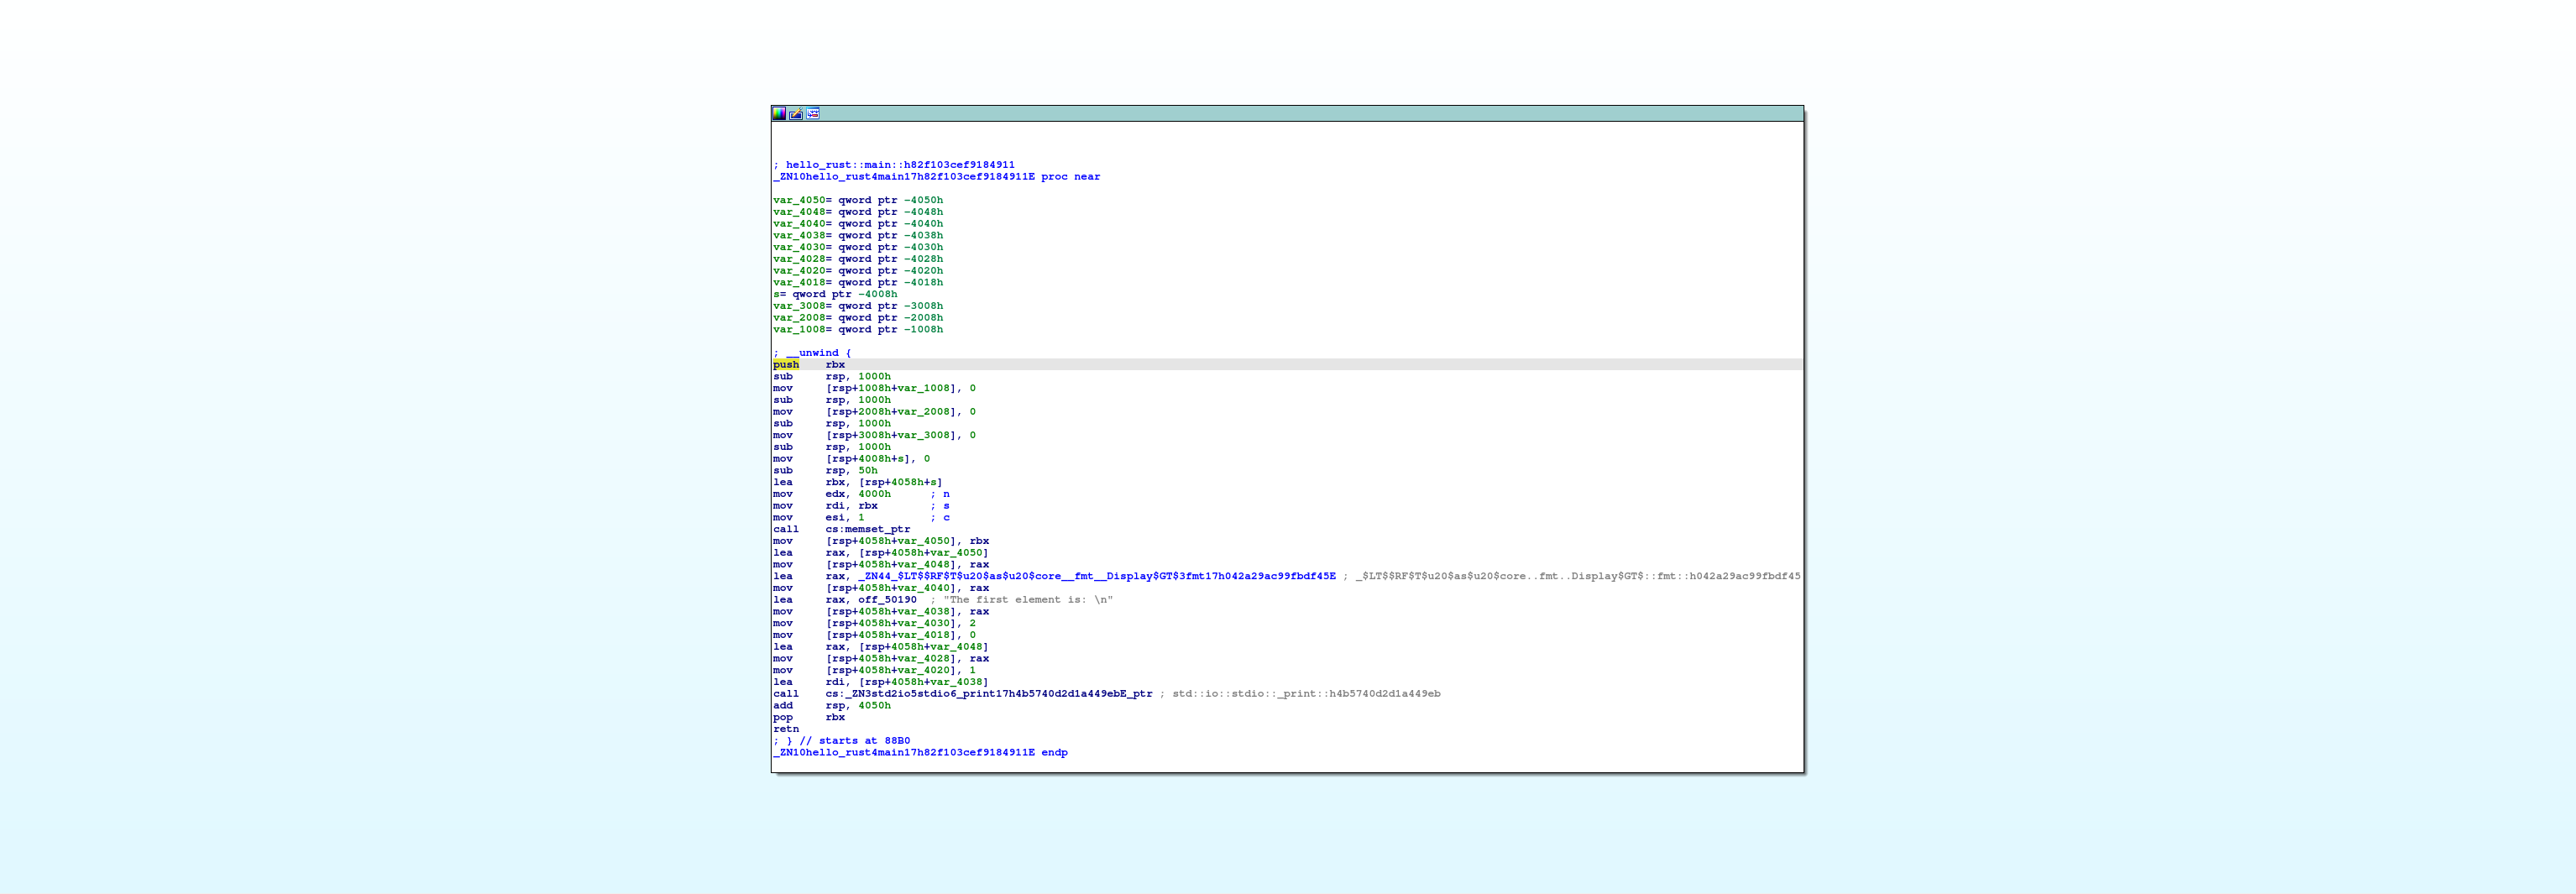 ; hello_rust::main::h82f103cef9184911
_ZN10hello_rust4main17h82f103cef9184911E proc near
var_4050= qword ptr -4050h
var_4048= qword ptr -4048h
var_4040= qword ptr -4040h
var_4038= qword ptr -4038h
var_4030= qword ptr -4030h
var_4028= qword ptr -4028h
var_4020= qword ptr -4020h
var_4018= qword ptr -4018h
s= qword ptr -4008h
var_3008= qword ptr -3008h
var_2008= qword ptr -2008h
var_1008= qword ptr -1008h
; __unwind {
push    rbx
sub     rsp, 1000h
mov     [rsp+1008h+var_1008], 0
sub     rsp, 1000h
mov     [rsp+2008h+var_2008], 0
sub     rsp, 1000h
mov     [rsp+3008h+var_3008], 0
sub     rsp, 1000h
mov     [rsp+4008h+s], 0
sub     rsp, 50h
lea     rbx, [rsp+4058h+s]
mov     edx, 4000h      ; n
mov     rdi, rbx        ; s
mov     esi, 1          ; c
call    cs:memset_ptr
mov     [rsp+4058h+var_4050], rbx
lea     rax, [rsp+4058h+var_4050]
mov     [rsp+4058h+var_4048], rax
lea     rax, _ZN44_$LT$$RF$T$u20$as$u20$core__fmt__Display$GT$3fmt17h042a29ac99fbdf45E ; _$LT$$RF$T$u20$as$u20$core..fmt..Display$GT$::fmt::h042a29ac99fbdf45
mov     [rsp+4058h+var_4040], rax
lea     rax, off_50190  ; "The first element is: \n"
mov     [rsp+4058h+var_4038], rax
mov     [rsp+4058h+var_4030], 2
mov     [rsp+4058h+var_4018], 0
lea     rax, [rsp+4058h+var_4048]
mov     [rsp+4058h+var_4028], rax
mov     [rsp+4058h+var_4020], 1
lea     rdi, [rsp+4058h+var_4038]
call    cs:_ZN3std2io5stdio6_print17h4b5740d2d1a449ebE_ptr ; std::io::stdio::_print::h4b5740d2d1a449eb
add     rsp, 4050h
pop     rbx
retn
; } // starts at 88B0
_ZN10hello_rust4main17h82f103cef9184911E endp